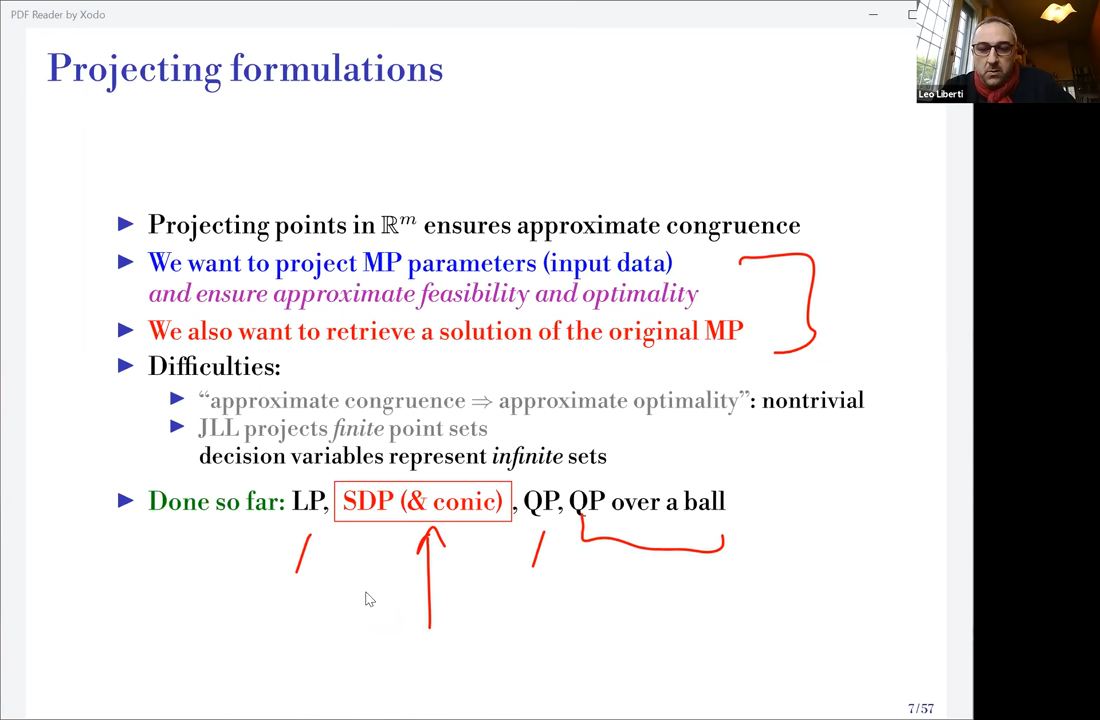 PDF Reader by Xodo
Leo Liberti
Projecting formulations
▶ Projecting points in ℝᵐ ensures approximate congruence
▶ We want to project MP parameters (input data)
and ensure approximate feasibility and optimality
▶ We also want to retrieve a solution of the original MP
▶ Difficulties:
▶ “approximate congruence ⇒ approximate optimality”: nontrivial
▶ JLL projects finite point sets
decision variables represent infinite sets
▶ Done so far: LP, SDP (& conic), QP, QP over a ball
7/57